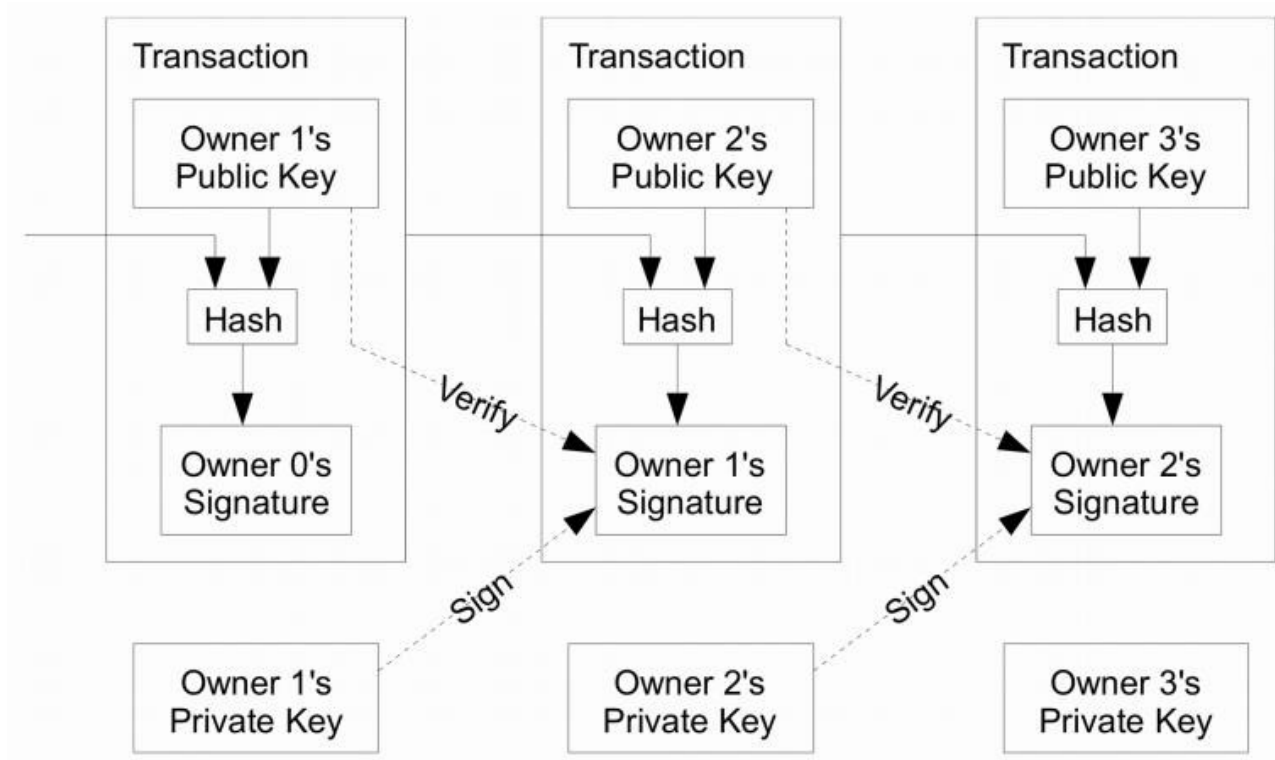 Transaction
Owner 1's
Public Key
Hash
Owner 0's
Signature
Owner 1's
Private Key
Verify
Sign
Transaction
Owner 2's
Public Key
Hash
Owner 1's
Signature
Owner 2's
Private Key
Verify
Sign
Transaction
Owner 3's
Public Key
Hash
Owner 2's
Signature
Owner 3's
Private Key